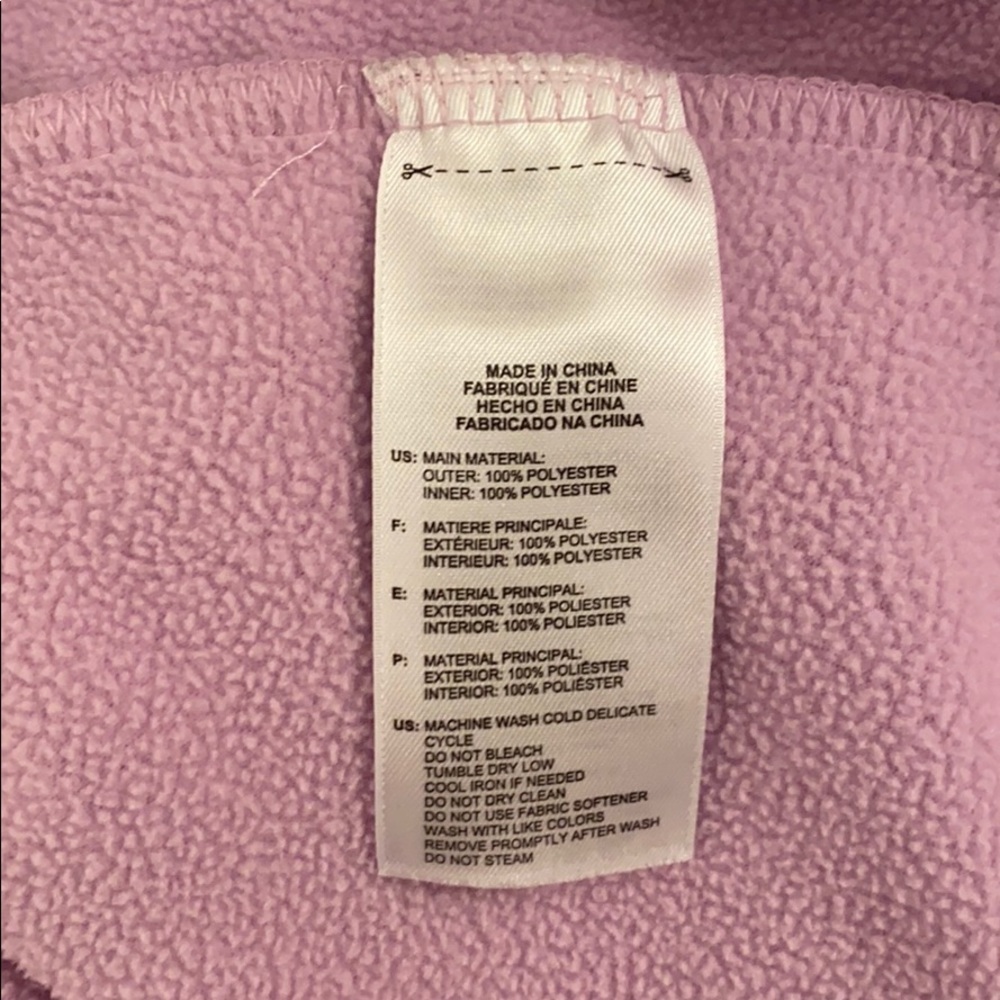 MADE IN CHINA
FABRIQUÉ EN CHINE
HECHO EN CHINA
FABRICADO NA CHINA
US: MAIN MATERIAL:
OUTER: 100% POLYESTER
INNER: 100% POLYESTER
F: MATIERE PRINCIPALE:
EXTÉRIEUR: 100% POLYESTER
INTERIEUR: 100% POLYESTER
E: MATERIAL PRINCIPAL:
EXTERIOR: 100% POLIESTER
INTERIOR: 100% POLIESTER
P: MATERIAL PRINCIPAL:
EXTERIOR: 100% POLIÉSTER
INTERIOR: 100% POLIÉSTER
US: MACHINE WASH COLD DELICATE
CYCLE
DO NOT BLEACH
TUMBLE DRY LOW
COOL IRON IF NEEDED
DO NOT DRY CLEAN
DO NOT USE FABRIC SOFTENER
WASH WITH LIKE COLORS
REMOVE PROMPTLY AFTER WASH
DO NOT STEAM